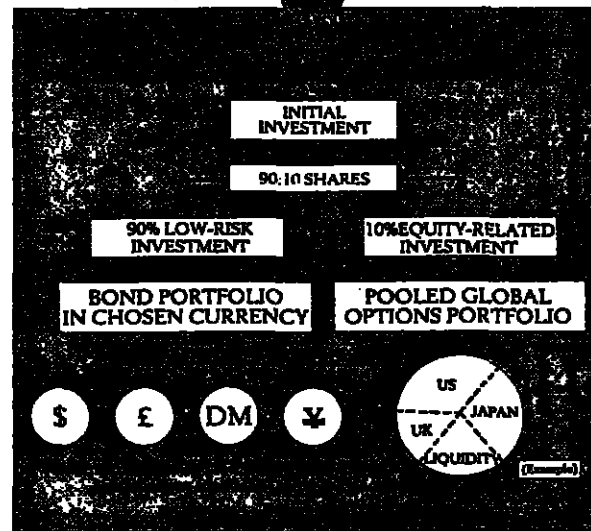 INITIAL
INVESTMENT
90:10 SHARES
90% LOW-RISK
INVESTMENT
10% EQUITY-RELATED
INVESTMENT
BOND PORTFOLIO
IN CHOSEN CURRENCY
POOLED GLOBAL
OPTIONS PORTFOLIO
$ £ DM ¥
US
JAPAN
UK
LIQUIDITY
(Example)